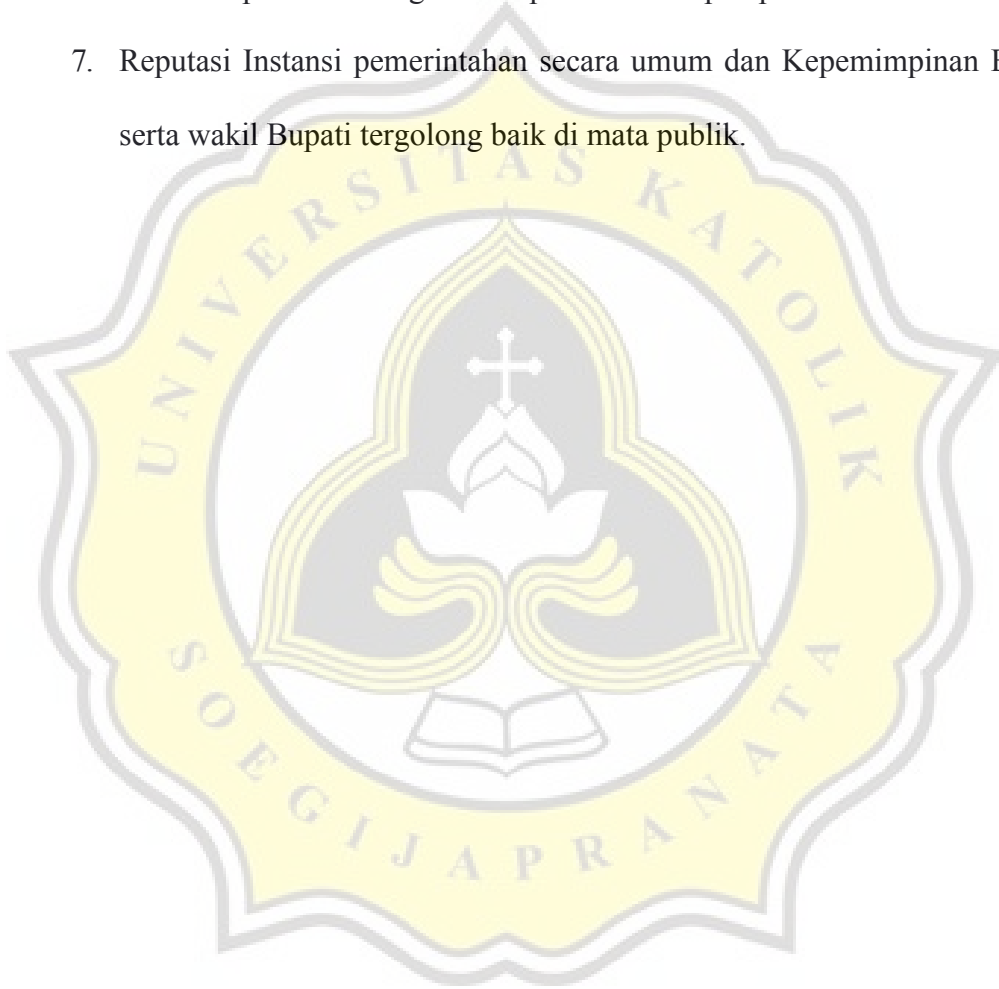 7. Reputasi Instansi pemerintahan secara umum dan Kepemimpinan
serta wakil Bupati tergolong baik di mata publik.
UNIVERSITAS KATOLIK
SOEGIJAPRANATA